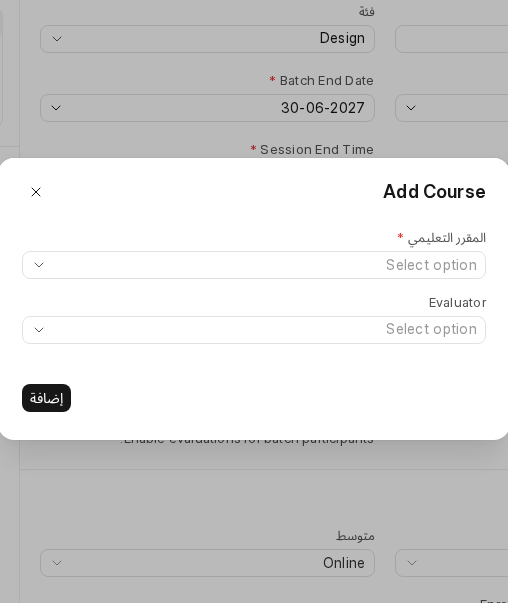 فئة
Design
Batch End Date *
30-06-2027
Session End Time *
Add Course
المقرر التعليمي *
Select option
Evaluator
Select option
إضافة
Enable evaluations for batch participants.
متوسط
Online